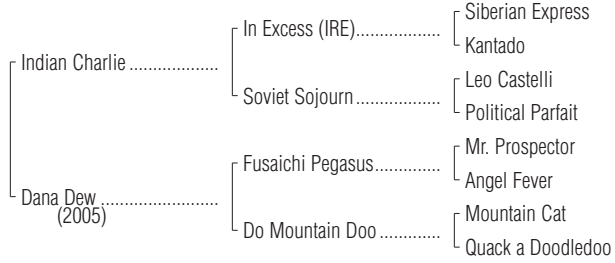 Siberian Express
In Excess (IRE)...................
Kantado
Indian Charlie ...................
Leo Castelli
Soviet Sojourn ...................
Political Parfait
Mr. Prospector
Fusaichi Pegasus...............
Angel Fever
Dana Dew .........................
(2005)
Mountain Cat
Do Mountain Doo ..............
Quack a Doodledoo